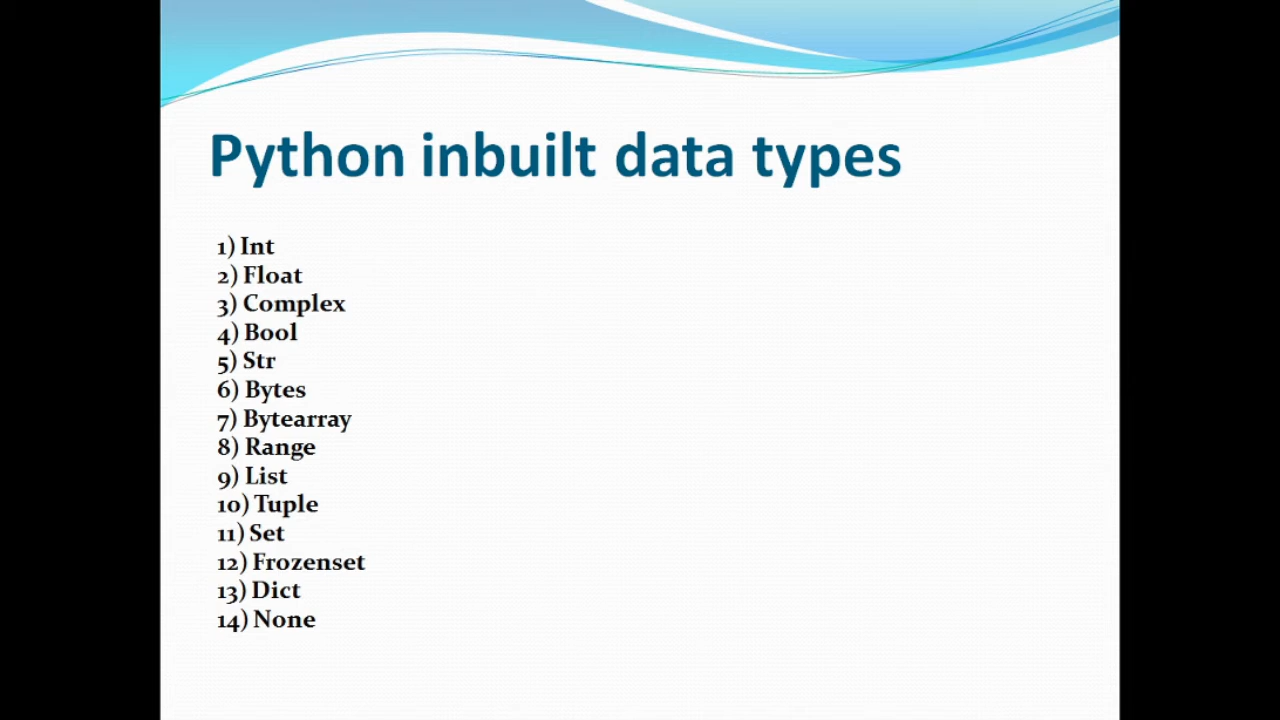 Python inbuilt data types
1) Int
2) Float
3) Complex
4) Bool
5) Str
6) Bytes
7) Bytearray
8) Range
9) List
10) Tuple
11) Set
12) Frozenset
13) Dict
14) None